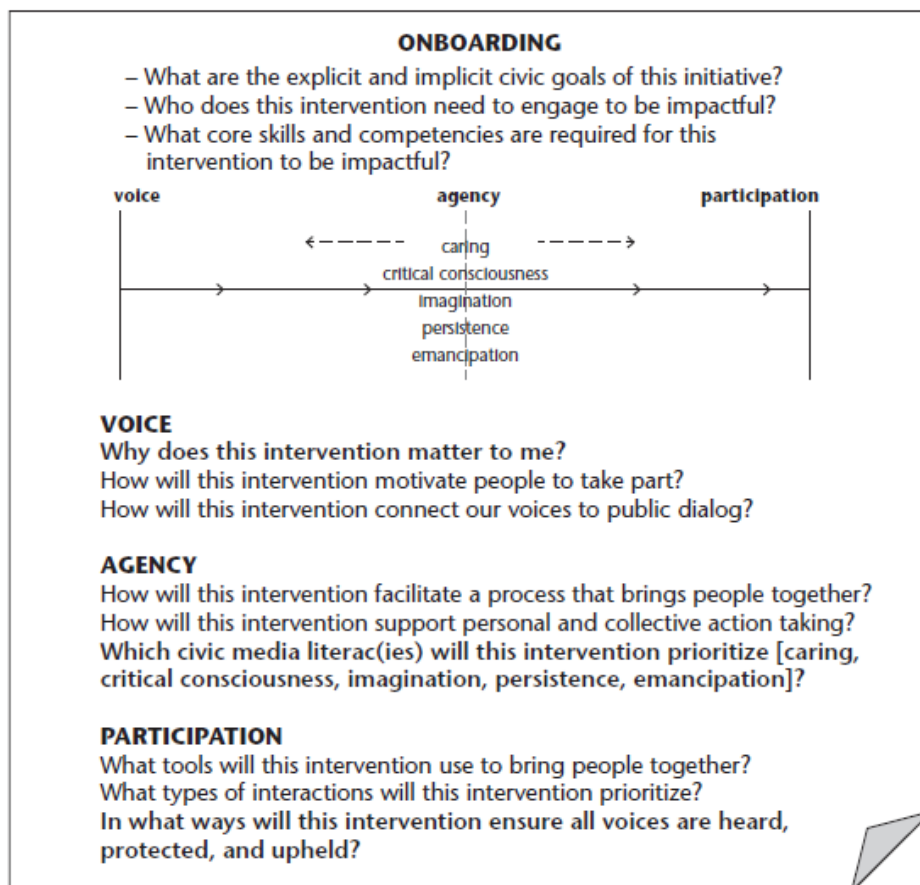 ONBOARDING
– What are the explicit and implicit civic goals of this initiative?
– Who does this intervention need to engage to be impactful?
– What core skills and competencies are required for this
intervention to be impactful?
voice agency participation
caring
critical consciousness
imagination
persistence
emancipation
VOICE
Why does this intervention matter to me?
How will this intervention motivate people to take part?
How will this intervention connect our voices to public dialog?
AGENCY
How will this intervention facilitate a process that brings people together?
How will this intervention support personal and collective action taking?
Which civic media literac(ies) will this intervention prioritize [caring,
critical consciousness, imagination, persistence, emancipation]?
PARTICIPATION
What tools will this intervention use to bring people together?
What types of interactions will this intervention prioritize?
In what ways will this intervention ensure all voices are heard,
protected, and upheld?